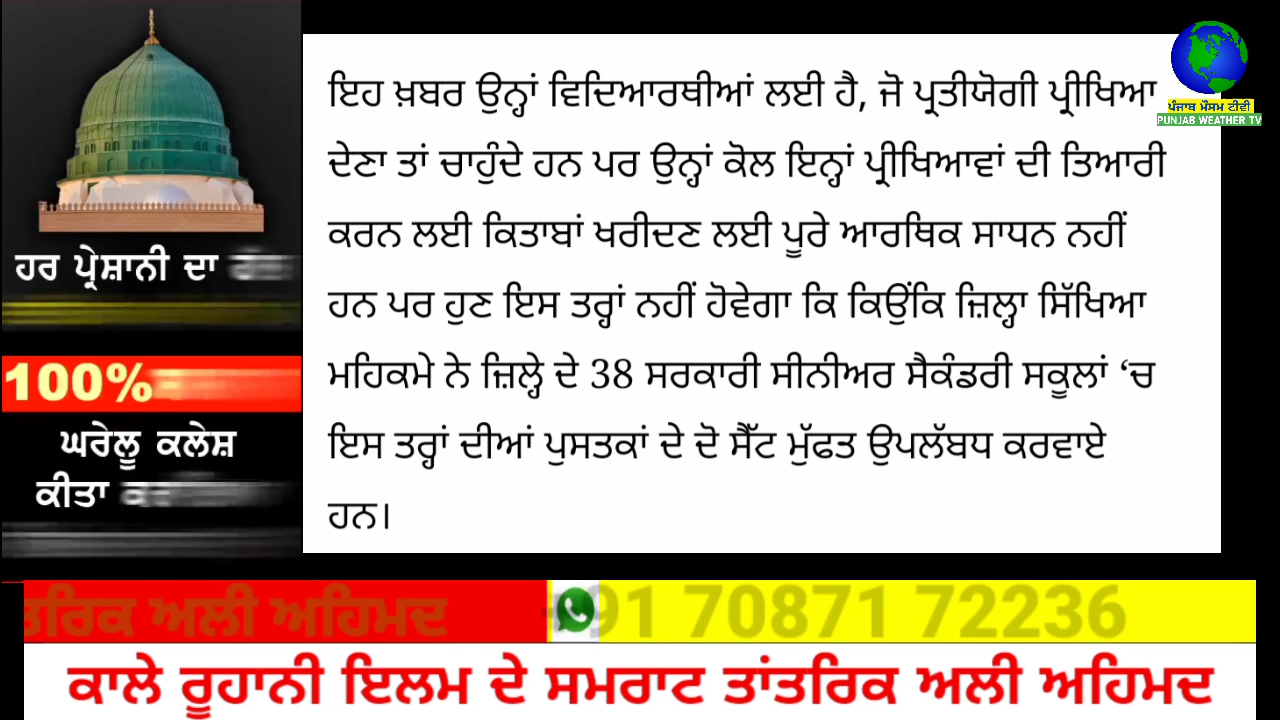 ਇਹ ਖ਼ਬਰ ਉਨ੍ਹਾਂ ਵਿਦਿਆਰਥੀਆਂ ਲਈ ਹੈ, ਜੋ ਪ੍ਰਤੀਯੋਗੀ ਪ੍ਰੀਖਿਆ
ਦੇਣਾ ਤਾਂ ਚਾਹੁੰਦੇ ਹਨ ਪਰ ਉਨ੍ਹਾਂ ਕੋਲ ਇਨ੍ਹਾਂ ਪ੍ਰੀਖਿਆਵਾਂ ਦੀ ਤਿਆਰੀ
ਕਰਨ ਲਈ ਕਿਤਾਬਾਂ ਖਰੀਦਣ ਲਈ ਪੂਰੇ ਆਰਥਿਕ ਸਾਧਨ ਨਹੀਂ
ਹਨ ਪਰ ਹੁਣ ਇਸ ਤਰ੍ਹਾਂ ਨਹੀਂ ਹੋਵੇਗਾ ਕਿ ਕਿਉਂਕਿ ਜ਼ਿਲ੍ਹਾ ਸਿੱਖਿਆ
ਮਹਿਕਮੇ ਨੇ ਜ਼ਿਲ੍ਹੇ ਦੇ 38 ਸਰਕਾਰੀ ਸੀਨੀਅਰ ਸੈਕੰਡਰੀ ਸਕੂਲਾਂ ‘ਚ
ਇਸ ਤਰ੍ਹਾਂ ਦੀਆਂ ਪੁਸਤਕਾਂ ਦੇ ਦੋ ਸੈੱਟ ਮੁੱਫਤ ਉਪਲੱਬਧ ਕਰਵਾਏ
ਹਨ।
ਪੰਜਾਬ ਮੌਸਮ ਟੀਵੀ
PUNJAB WEATHER TV
ਹਰ ਪ੍ਰੇਸ਼ਾਨੀ ਦਾ
100%
ਘਰੇਲੂ ਕਲੇਸ਼
ਕੀਤਾ
ਅਲੀ ਅਹਿਮਦ
91 70871 72236
ਕਾਲੇ ਰੂਹਾਨੀ ਇਲਮ ਦੇ ਸਮਰਾਟ ਤਾਂਤਰਿਕ ਅਲੀ ਅਹਿਮਦ